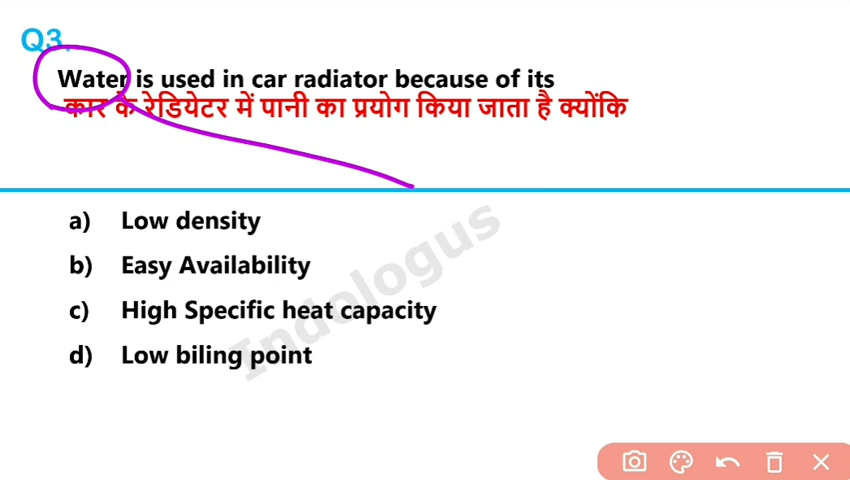 Q3.
Water is used in car radiator because of its
कार के रेडियेटर में पानी का प्रयोग किया जाता है क्योंकि
a) Low density
b) Easy Availability
c) High Specific heat capacity
d) Low biling point
Indologus